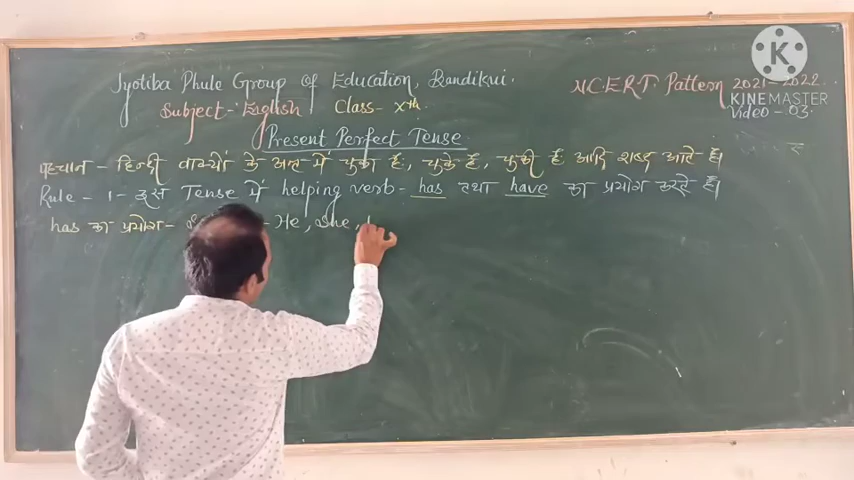 Jyotiba Phule Group of Education, Bandikui.
N.C.E.R.T. Pattern 2021-2022
Subject- English Class- Xth.
Video - 03.
K
KINEMASTER
Present Perfect Tense
पहचान - हिन्दी वाक्यों के अन्त में चुका है, चुके है, चुकी है आदि शब्द आते है।
Rule - 1 - इस Tense में helping verb - has तथा have का प्रयोग करते है।
has का प्रयोग - He, She,